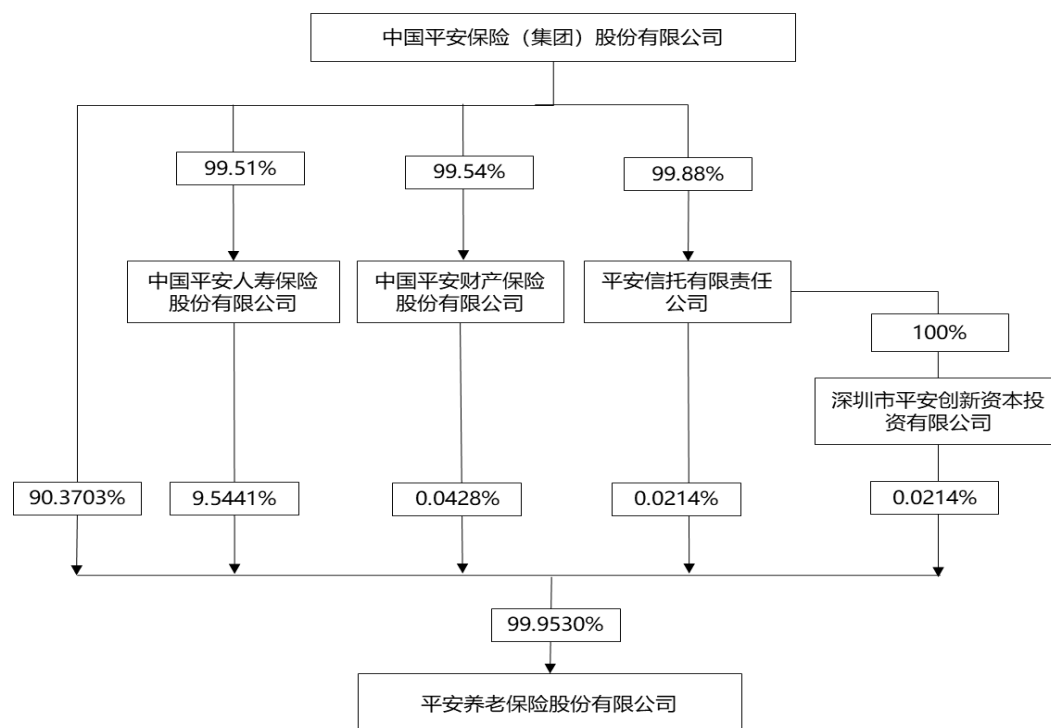 中国平安保险（集团）股份有限公司
99.51%
99.54%
99.88%
中国平安人寿保险
股份有限公司
中国平安财产保险
股份有限公司
平安信托有限责任
公司
100%
深圳市平安创新资本投
资有限公司
90.3703%
9.5441%
0.0428%
0.0214%
0.0214%
99.9530%
平安养老保险股份有限公司